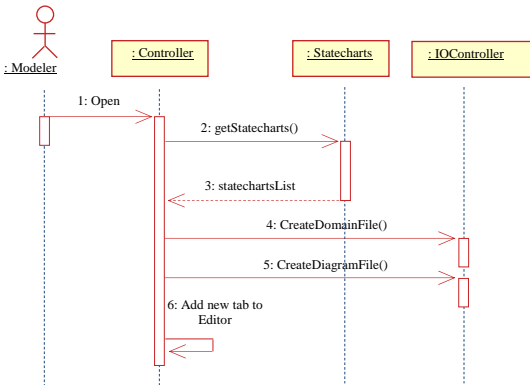 : Modeler
: Controller
: Statecharts
: IOController
1: Open
2: getStatecharts()
3: statechartsList
4: CreateDomainFile()
5: CreateDiagramFile()
6: Add new tab to
Editor